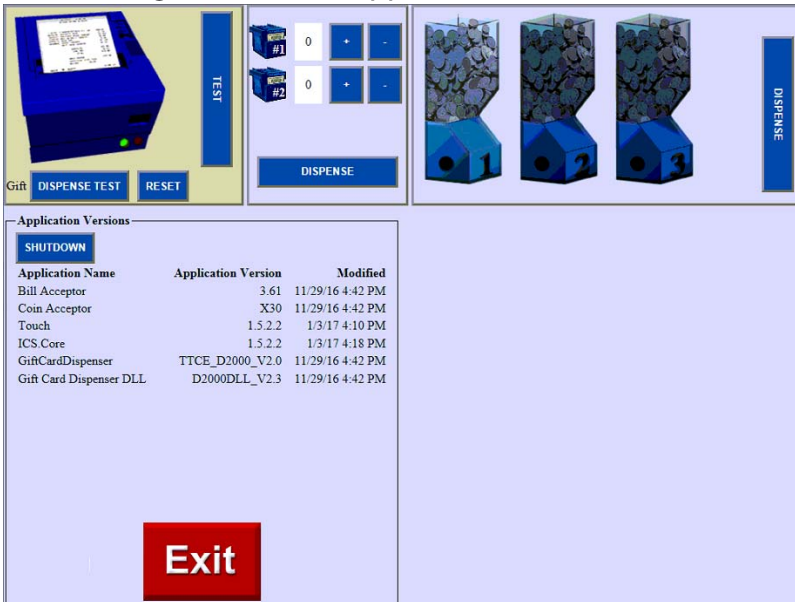 TEST
Gift DISPENSE TEST RESET
#1 0 + -
#2 0 + -
DISPENSE
1 2 3
DISPENSE
Application Versions
SHUTDOWN
Application Name Application Version Modified
Bill Acceptor 3.61 11/29/16 4:42 PM
Coin Acceptor X30 11/29/16 4:42 PM
Touch 1.5.2.2 1/3/17 4:10 PM
ICS.Core 1.5.2.2 1/3/17 4:18 PM
GiftCardDispenser TTCE_D2000_V2.0 11/29/16 4:42 PM
Gift Card Dispenser DLL D2000DLL_V2.3 11/29/16 4:42 PM
Exit